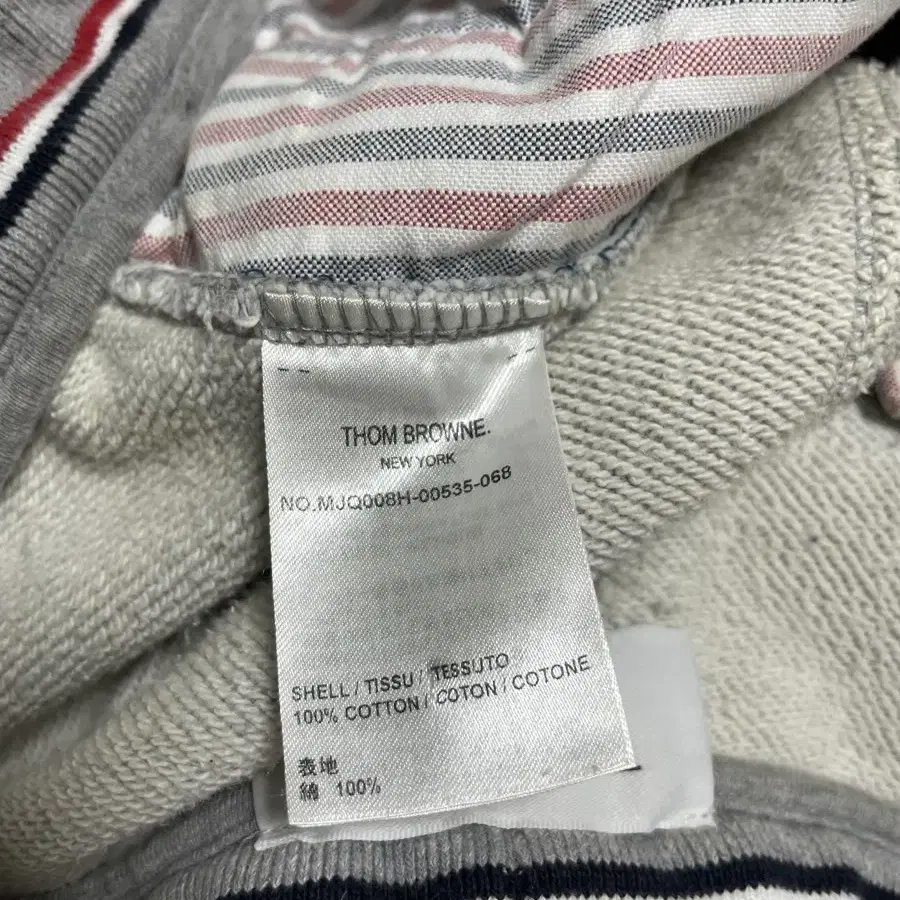 THOM BROWNE.
NEW YORK
NO.MJQ008H-00535-068
SHELL / TISSU / TESSUTO
100% COTTON / COTON / COTONE
表地
綿 100%